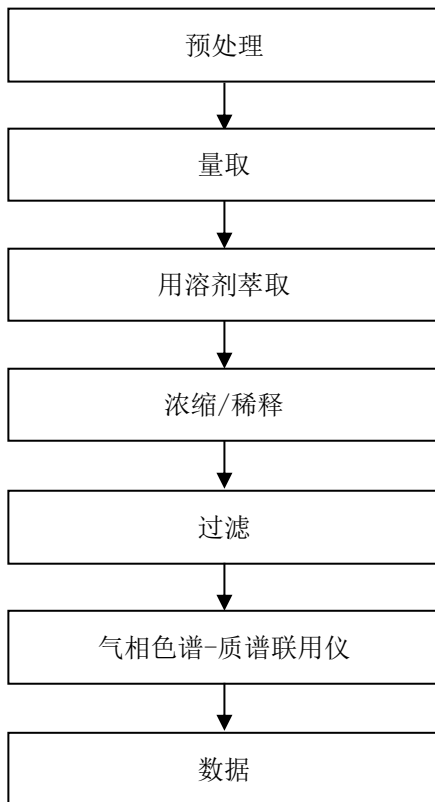 预处理
量取
用溶剂萃取
浓缩/稀释
过滤
气相色谱-质谱联用仪
数据